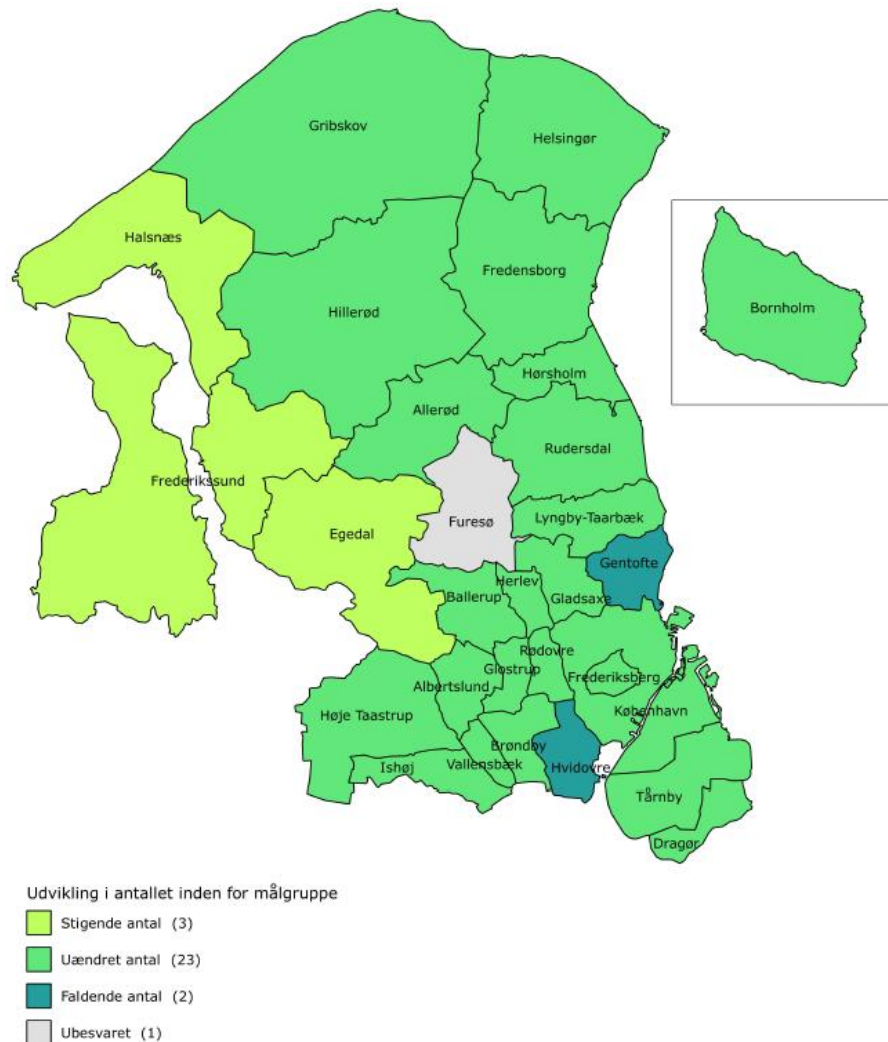 Gribskov
Helsingør
Halsnæs
Fredensborg
Hillerød
Bornholm
Hørsholm
Allerød
Rudersdal
Frederikssund
Lyngby-Taarbæk
Furesø
Egedal
Gentofte
Herlev
Ballerup
Gladsaxe
Rødovre
Glostrup
Frederiksberg
Albertslund
København
Høje Taastrup
Brøndby
Vallensbæk
Hvidovre
Ishøj
Tårnby
Dragør
Udvikling i antallet inden for målgruppe
Stigende antal (3)
Uændret antal (23)
Faldende antal (2)
Ubesvaret (1)